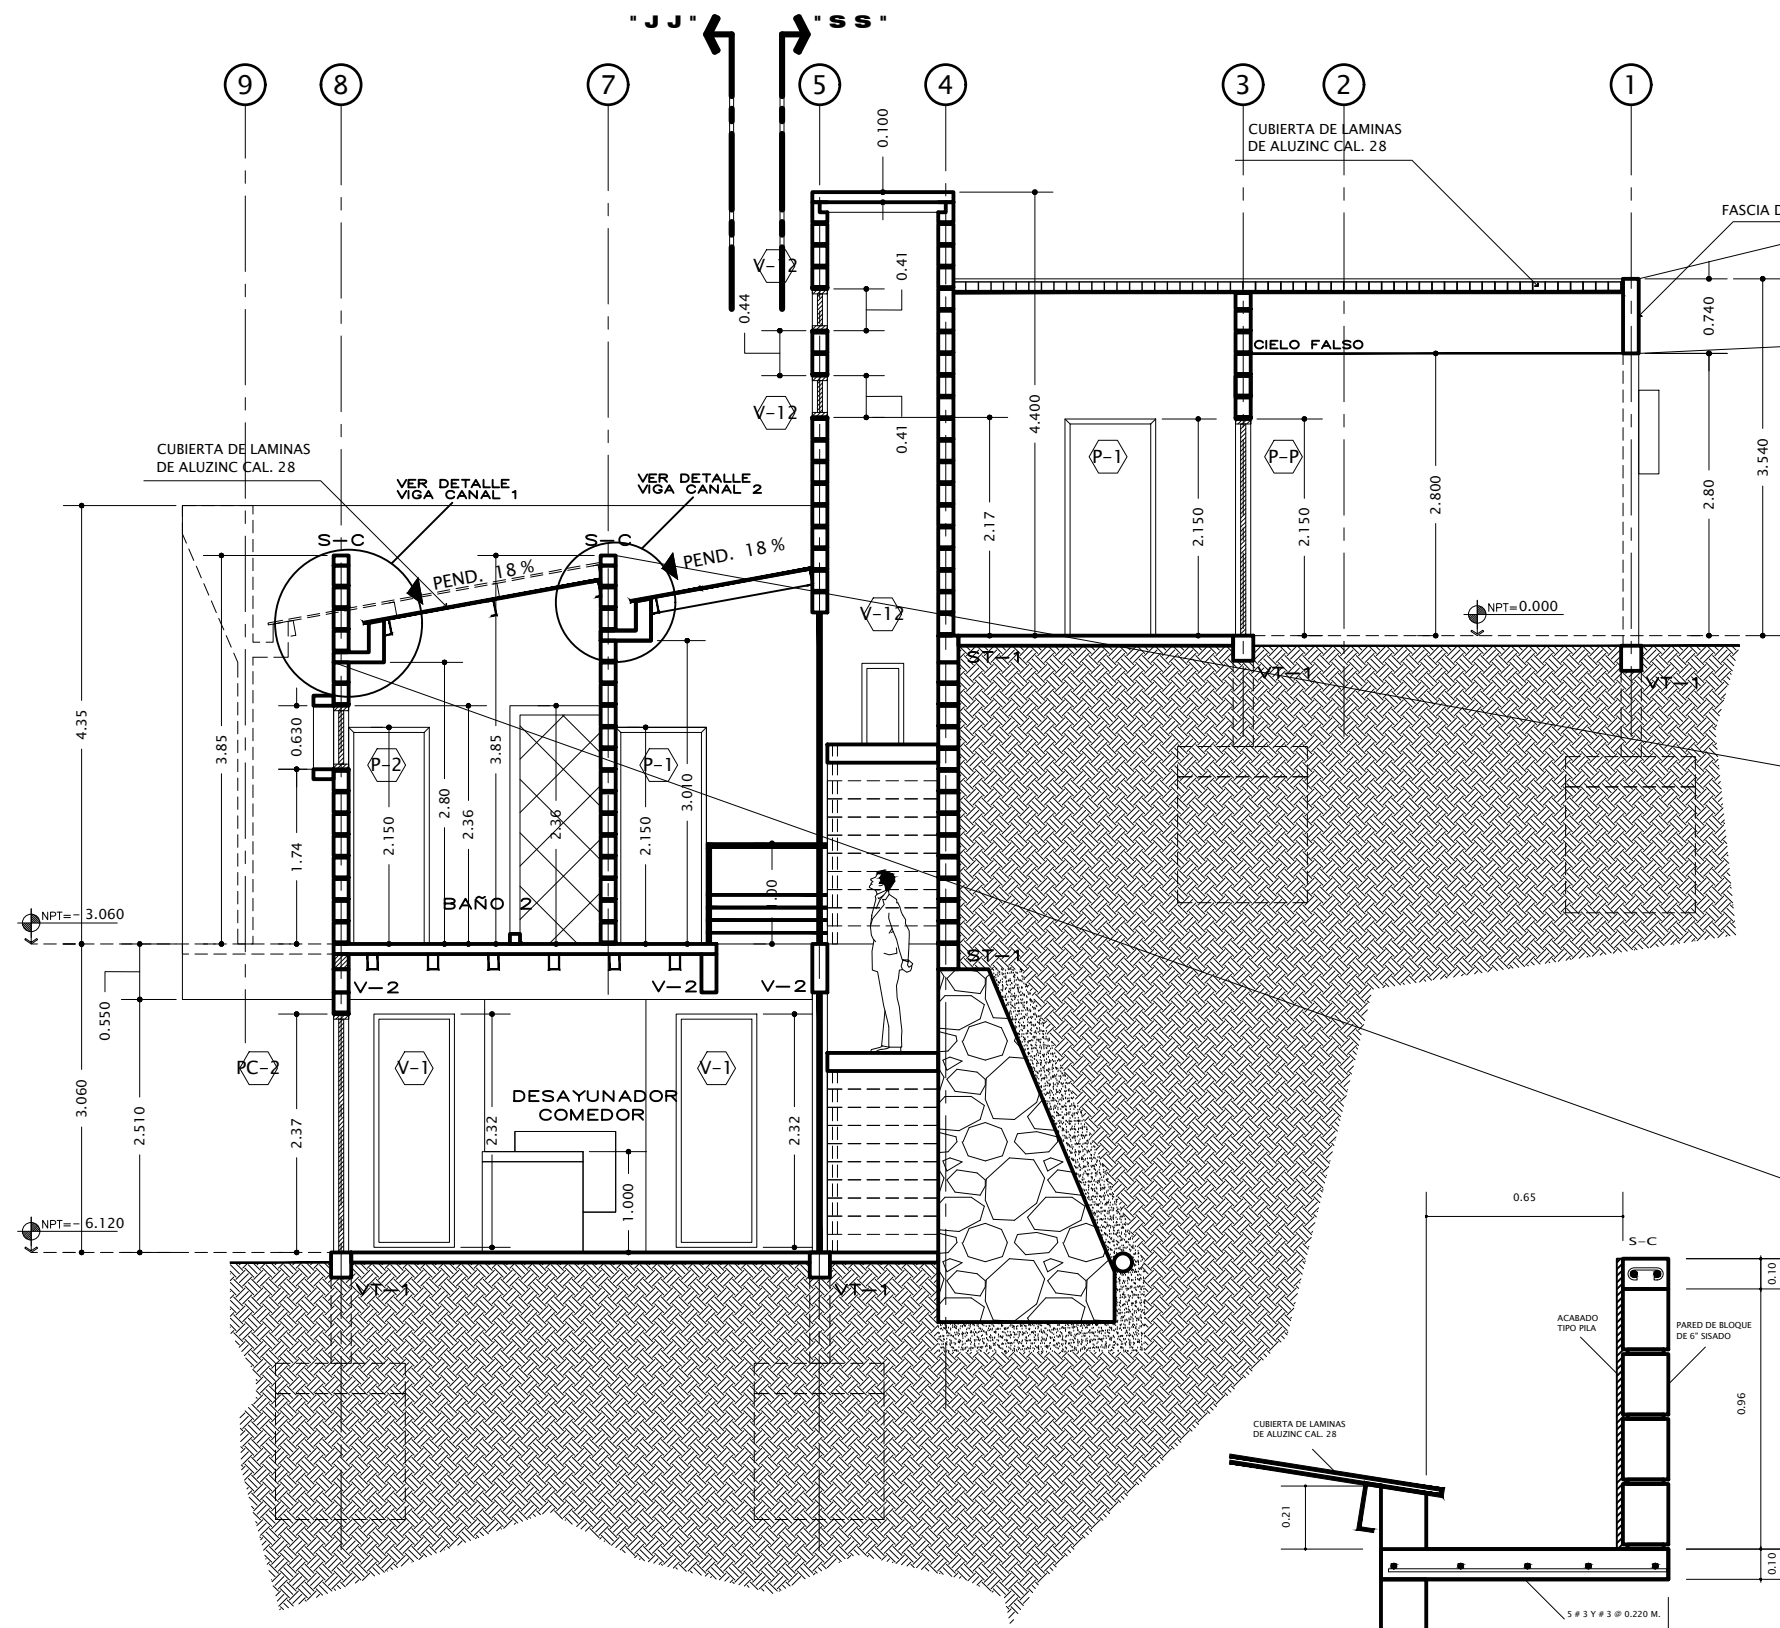 "JJ" "SS"
9 8 7 5 4 3 2 1
0.100
CUBIERTA DE LAMINAS
DE ALUZINC CAL. 28
FASCIA D
V-12
0.41
0.44
0.740
CIELO FALSO
V-12
0.41
4.400
P-1
P-P
3.540
2.800
2.80
2.17
2.150
2.150
CUBIERTA DE LAMINAS
DE ALUZINC CAL. 28
VER DETALLE
VIGA CANAL 1
VER DETALLE
VIGA CANAL 2
S-C
S-C
PEND. 18%
PEND. 18%
V-12
NPT=0.000
ST-1
VT-1
VT-1
4.35
3.85
0.630
P-2
3.85
P-1
3.010
2.80
2.36
2.36
2.150
2.150
1.74
1.00
BAÑO 2
NPT=-3.060
ST-1
V-2
V-2
V-2
0.550
PC-2
V-1
V-1
DESAYUNADOR
COMEDOR
3.060
2.510
2.37
2.32
2.32
1.000
NPT=-6.120
VT-1
VT-1
0.65
S-C
0.10
ACABADO
TIPO PILA
PARED DE BLOQUE
DE 6" SISADO
0.96
CUBIERTA DE LAMINAS
DE ALUZINC CAL. 28
0.21
0.10
5 # 3 Y # 3 @ 0.220 M.